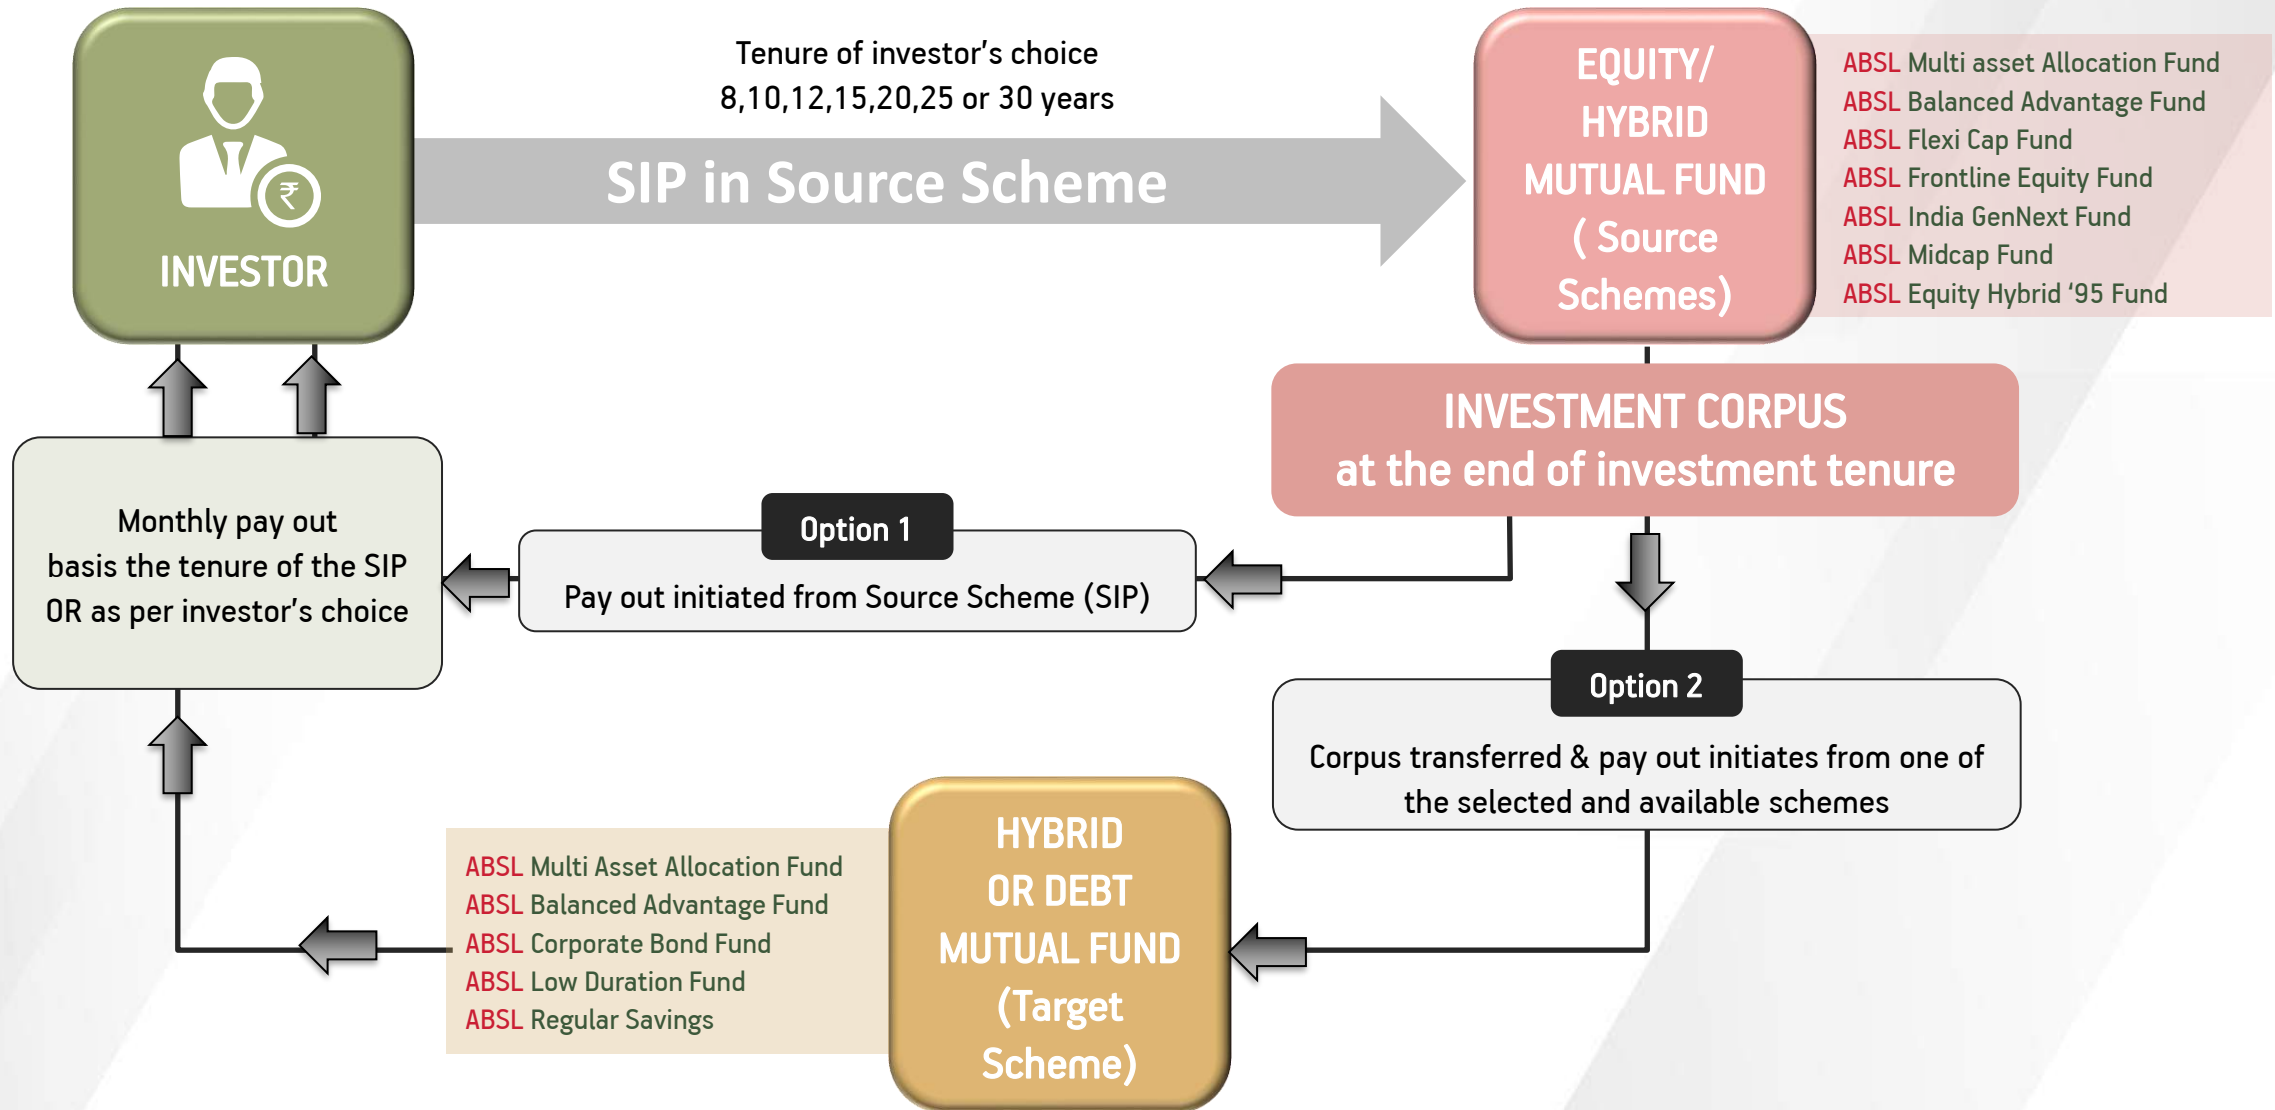 INVESTOR
Tenure of investor's choice
8,10,12,15,20,25 or 30 years
SIP in Source Scheme
EQUITY/
HYBRID
MUTUAL FUND
( Source
Schemes)
ABSL Multi asset Allocation Fund
ABSL Balanced Advantage Fund
ABSL Flexi Cap Fund
ABSL Frontline Equity Fund
ABSL India GenNext Fund
ABSL Midcap Fund
ABSL Equity Hybrid ‘95 Fund
INVESTMENT CORPUS
at the end of investment tenure
Option 1
Pay out initiated from Source Scheme (SIP)
Monthly pay out
basis the tenure of the SIP
OR as per investor's choice
Option 2
Corpus transferred & pay out initiates from one of
the selected and available schemes
HYBRID
OR DEBT
MUTUAL FUND
(Target
Scheme)
ABSL Multi Asset Allocation Fund
ABSL Balanced Advantage Fund
ABSL Corporate Bond Fund
ABSL Low Duration Fund
ABSL Regular Savings
₹